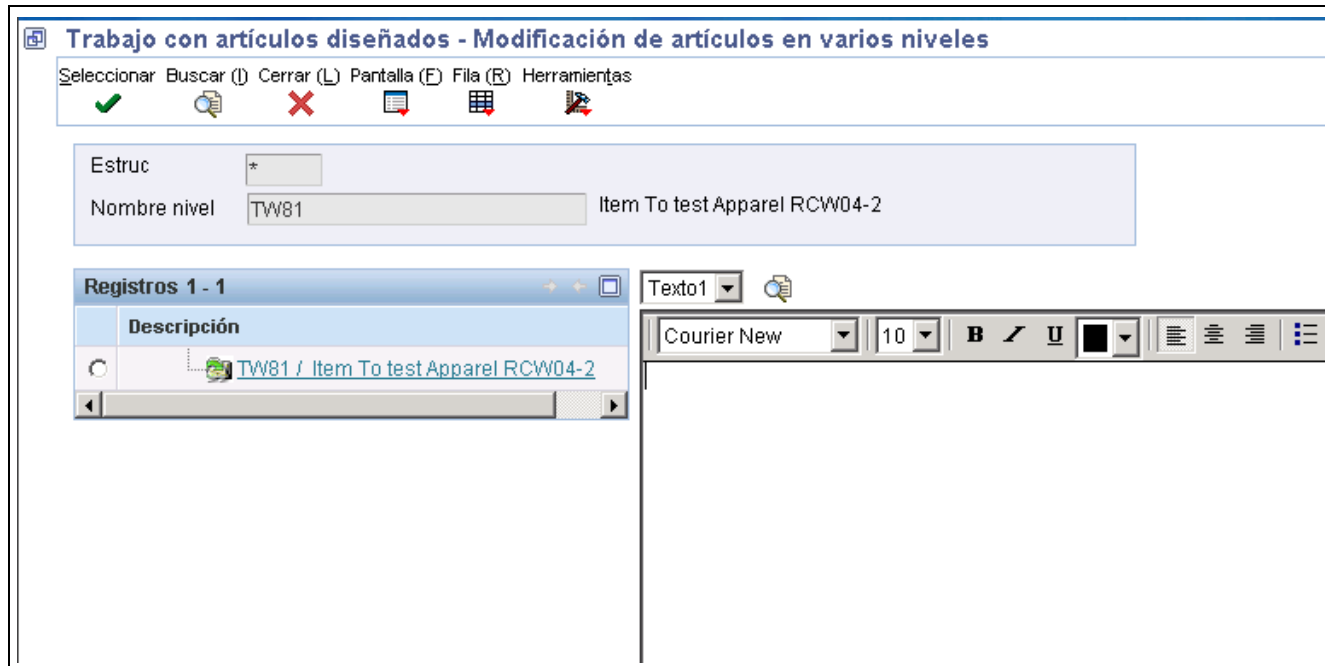 Trabajo con artículos diseñados - Modificación de artículos en varios niveles
Seleccionar Buscar (I) Cerrar (L) Pantalla (F) Fila (R) Herramientas
Estruc *
Nombre nivel TW81 Item To test Apparel RCW04-2
Registros 1 - 1
Texto1
Descripción
Courier New 10 B I U
TW81 / Item To test Apparel RCW04-2